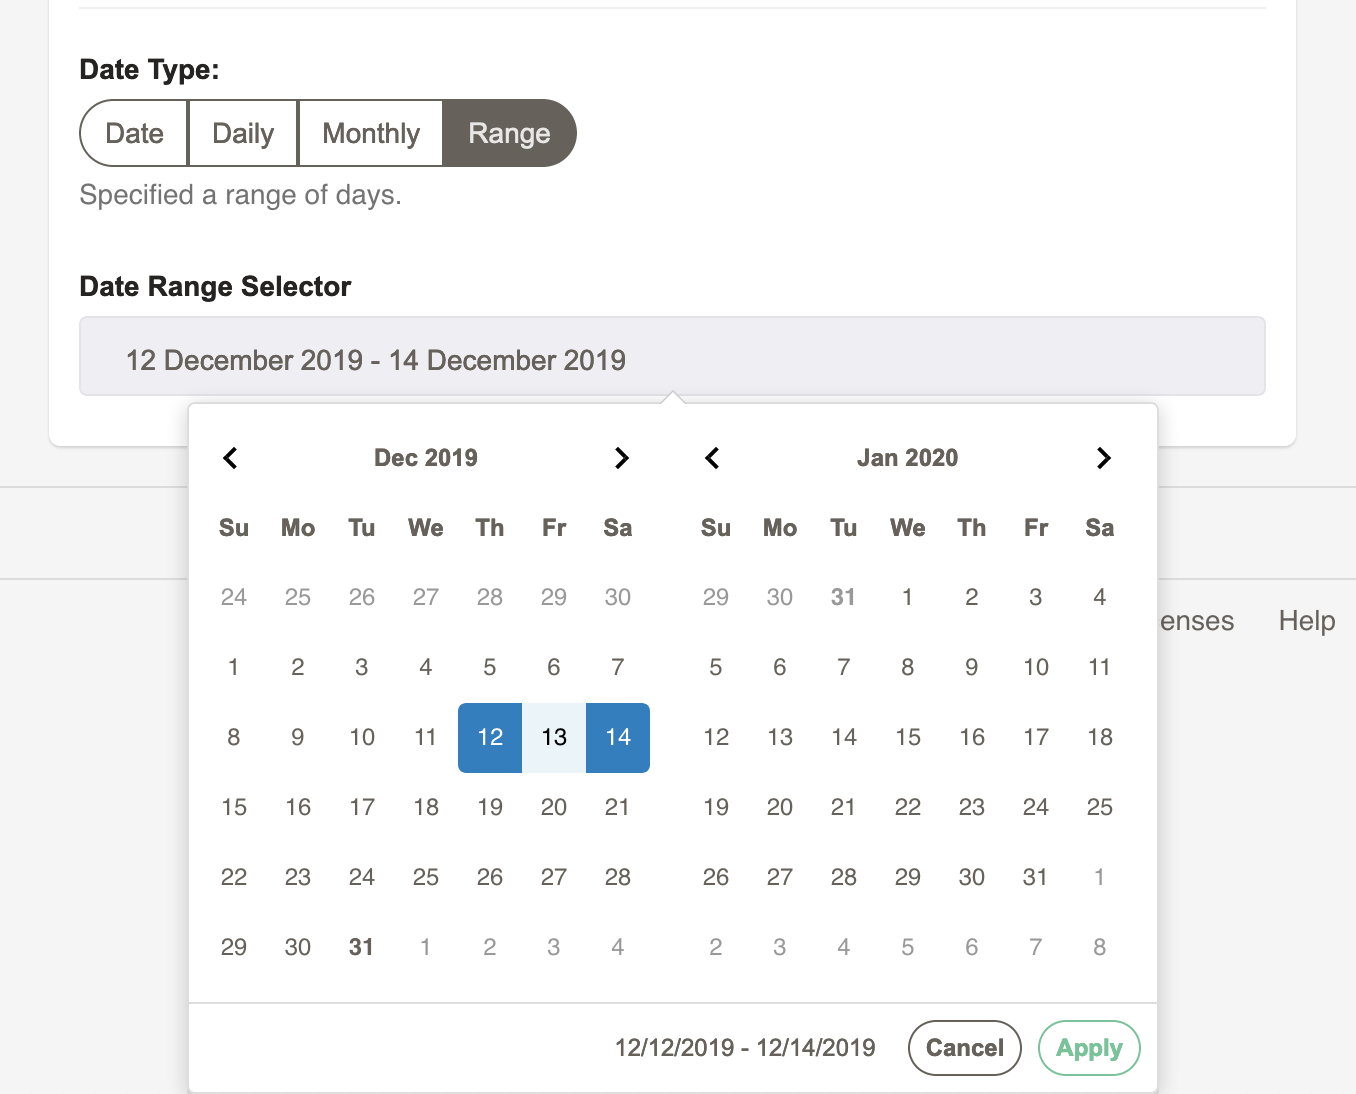 Date Type:
Date Daily Monthly Range
Specified a range of days.
Date Range Selector
12 December 2019 - 14 December 2019
Dec 2019
Su Mo Tu We Th Fr Sa
24 25 26 27 28 29 30
1 2 3 4 5 6 7
8 9 10 11 12 13 14
15 16 17 18 19 20 21
22 23 24 25 26 27 28
29 30 31 1 2 3 4
Jan 2020
Su Mo Tu We Th Fr Sa
29 30 31 1 2 3 4
5 6 7 8 9 10 11
12 13 14 15 16 17 18
19 20 21 22 23 24 25
26 27 28 29 30 31 1
2 3 4 5 6 7 8
12/12/2019 - 12/14/2019 Cancel Apply
enses Help